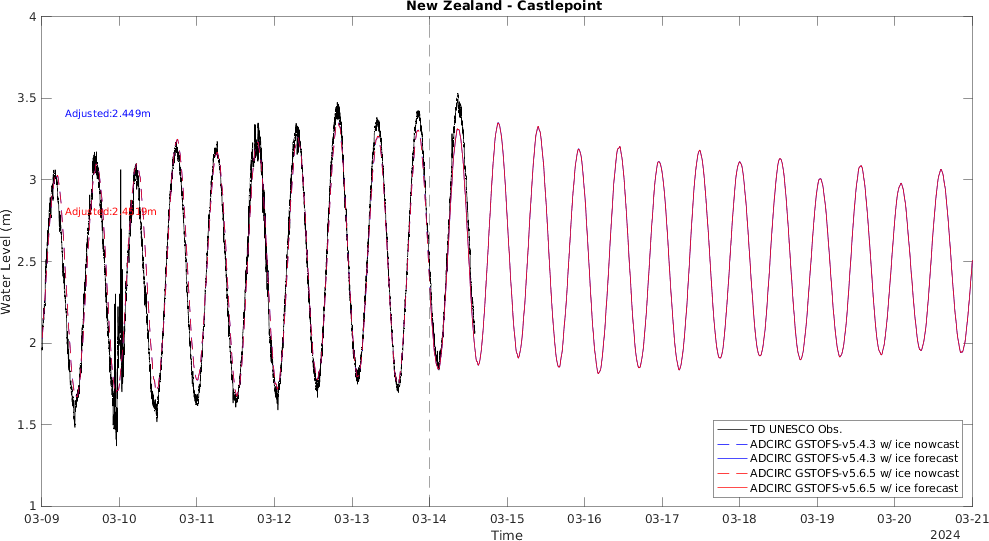 New Zealand - Castlepoint
4
3.5
3
2.5
2
1.5
1
Water Level (m)
Adjusted:2.449m
03-09
03-10
03-11
03-12
03-13
03-14
03-15
03-16
03-17
03-18
03-19
03-20
03-21
2024
Time
TD UNESCO Obs.
ADCIRC GSTOFS-v5.4.3 w/ ice nowcast
ADCIRC GSTOFS-v5.4.3 w/ ice forecast
ADCIRC GSTOFS-v5.6.5 w/ ice nowcast
ADCIRC GSTOFS-v5.6.5 w/ ice forecast